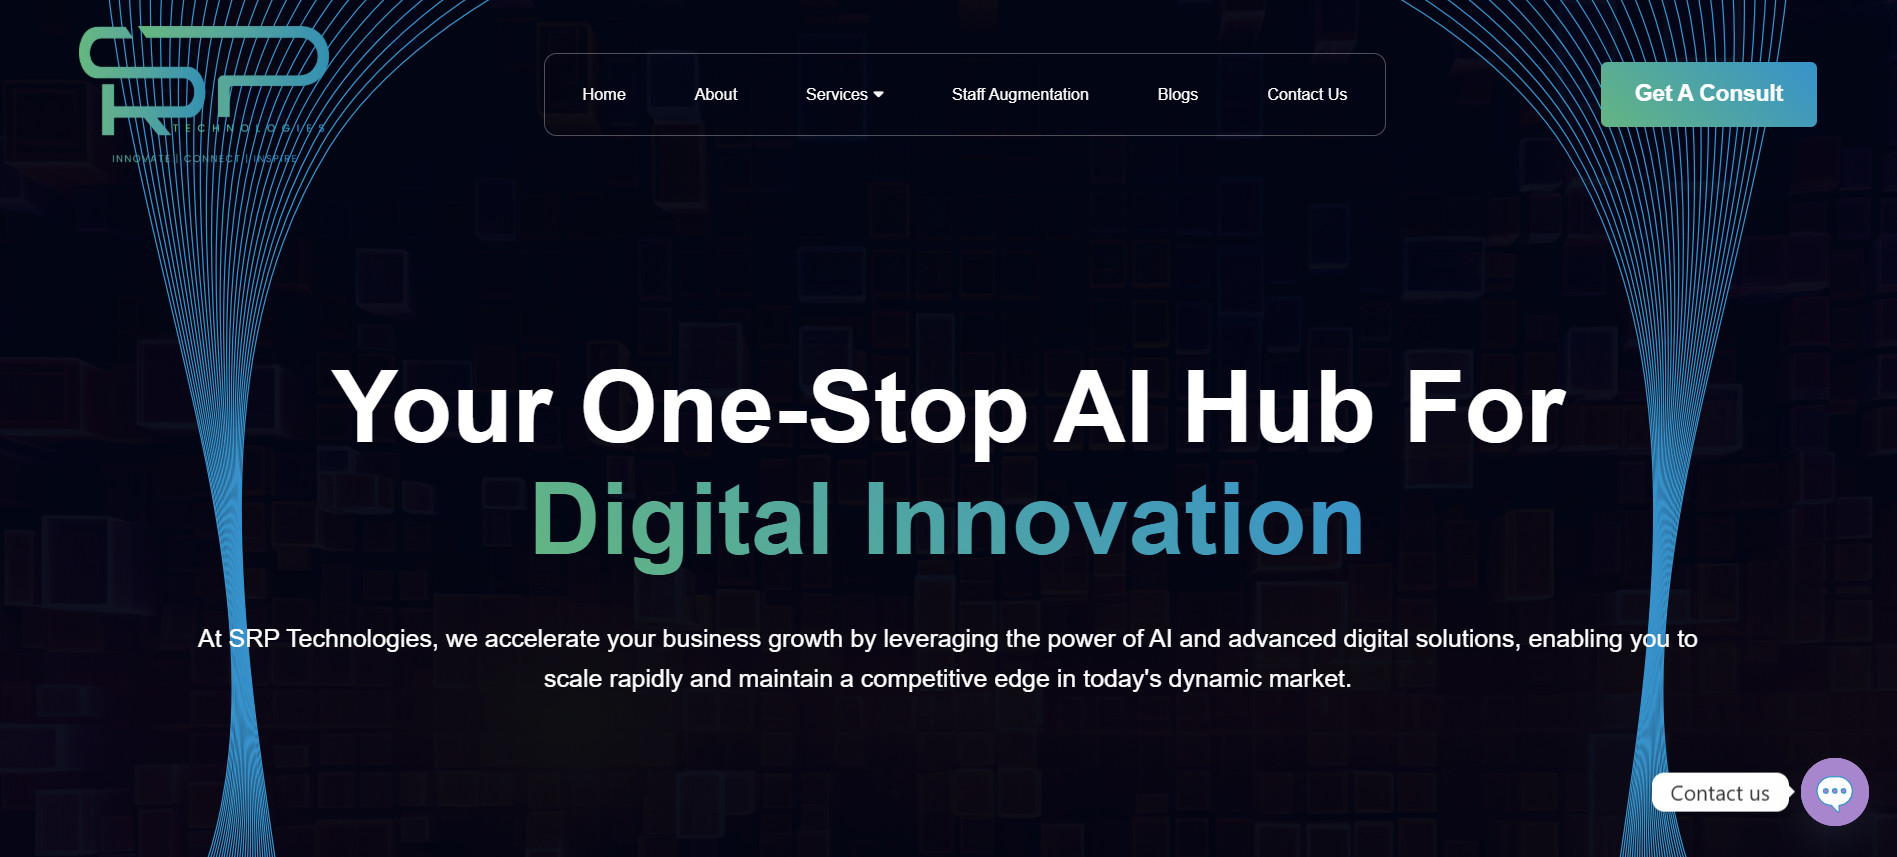 SRP
TECHNOLOGIES
INNOVATE | CONNECT | INSPIRE
Home
About
Services
Staff Augmentation
Blogs
Contact Us
Get A Consult
Your One-Stop AI Hub For
Digital Innovation
At SRP Technologies, we accelerate your business growth by leveraging the power of AI and advanced digital solutions, enabling you to
scale rapidly and maintain a competitive edge in today's dynamic market.
Contact us